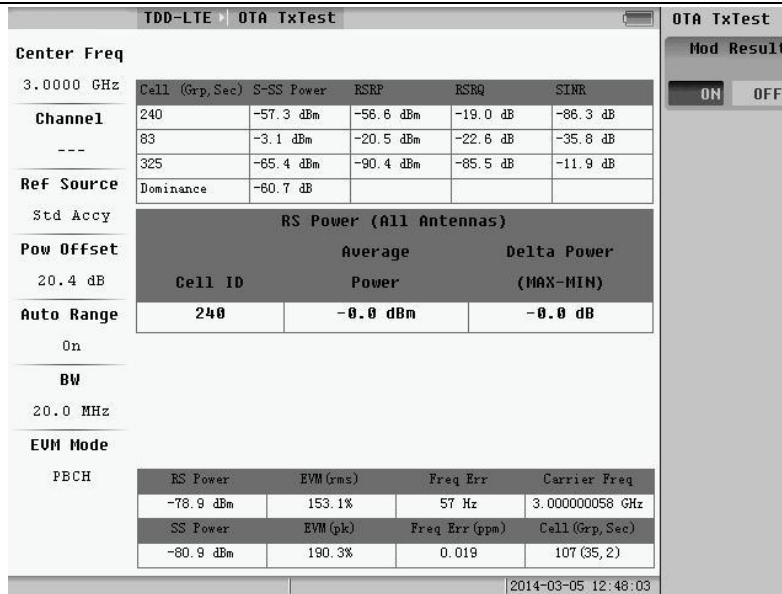 TDD-LTE OTA TxTest
OTA TxTest
Mod Result
ON OFF
Center Freq
3.0000 GHz
Channel
---
Ref Source
Std Accy
Pow Offset
20.4 dB
Auto Range
On
BW
20.0 MHz
EVM Mode
PBCH
Cell (Grp,Sec) S-SS Power RSRP RSRQ SINR
240 -57.3 dBm -56.6 dBm -19.0 dB -86.3 dB
83 -3.1 dBm -20.5 dBm -22.6 dB -35.8 dB
325 -65.4 dBm -90.4 dBm -85.5 dB -11.9 dB
Dominance -60.7 dB
RS Power (All Antennas)
Cell ID Average Power Delta Power (MAX-MIN)
240 -0.0 dBm -0.0 dB
RS Power EVM(rms) Freq Err Carrier Freq
-78.9 dBm 153.1% 57 Hz 3.000000058 GHz
SS Power EVM(pk) Freq Err(ppm) Cell(Grp,Sec)
-80.9 dBm 190.3% 0.019 107(35,2)
2014-03-05 12:48:03